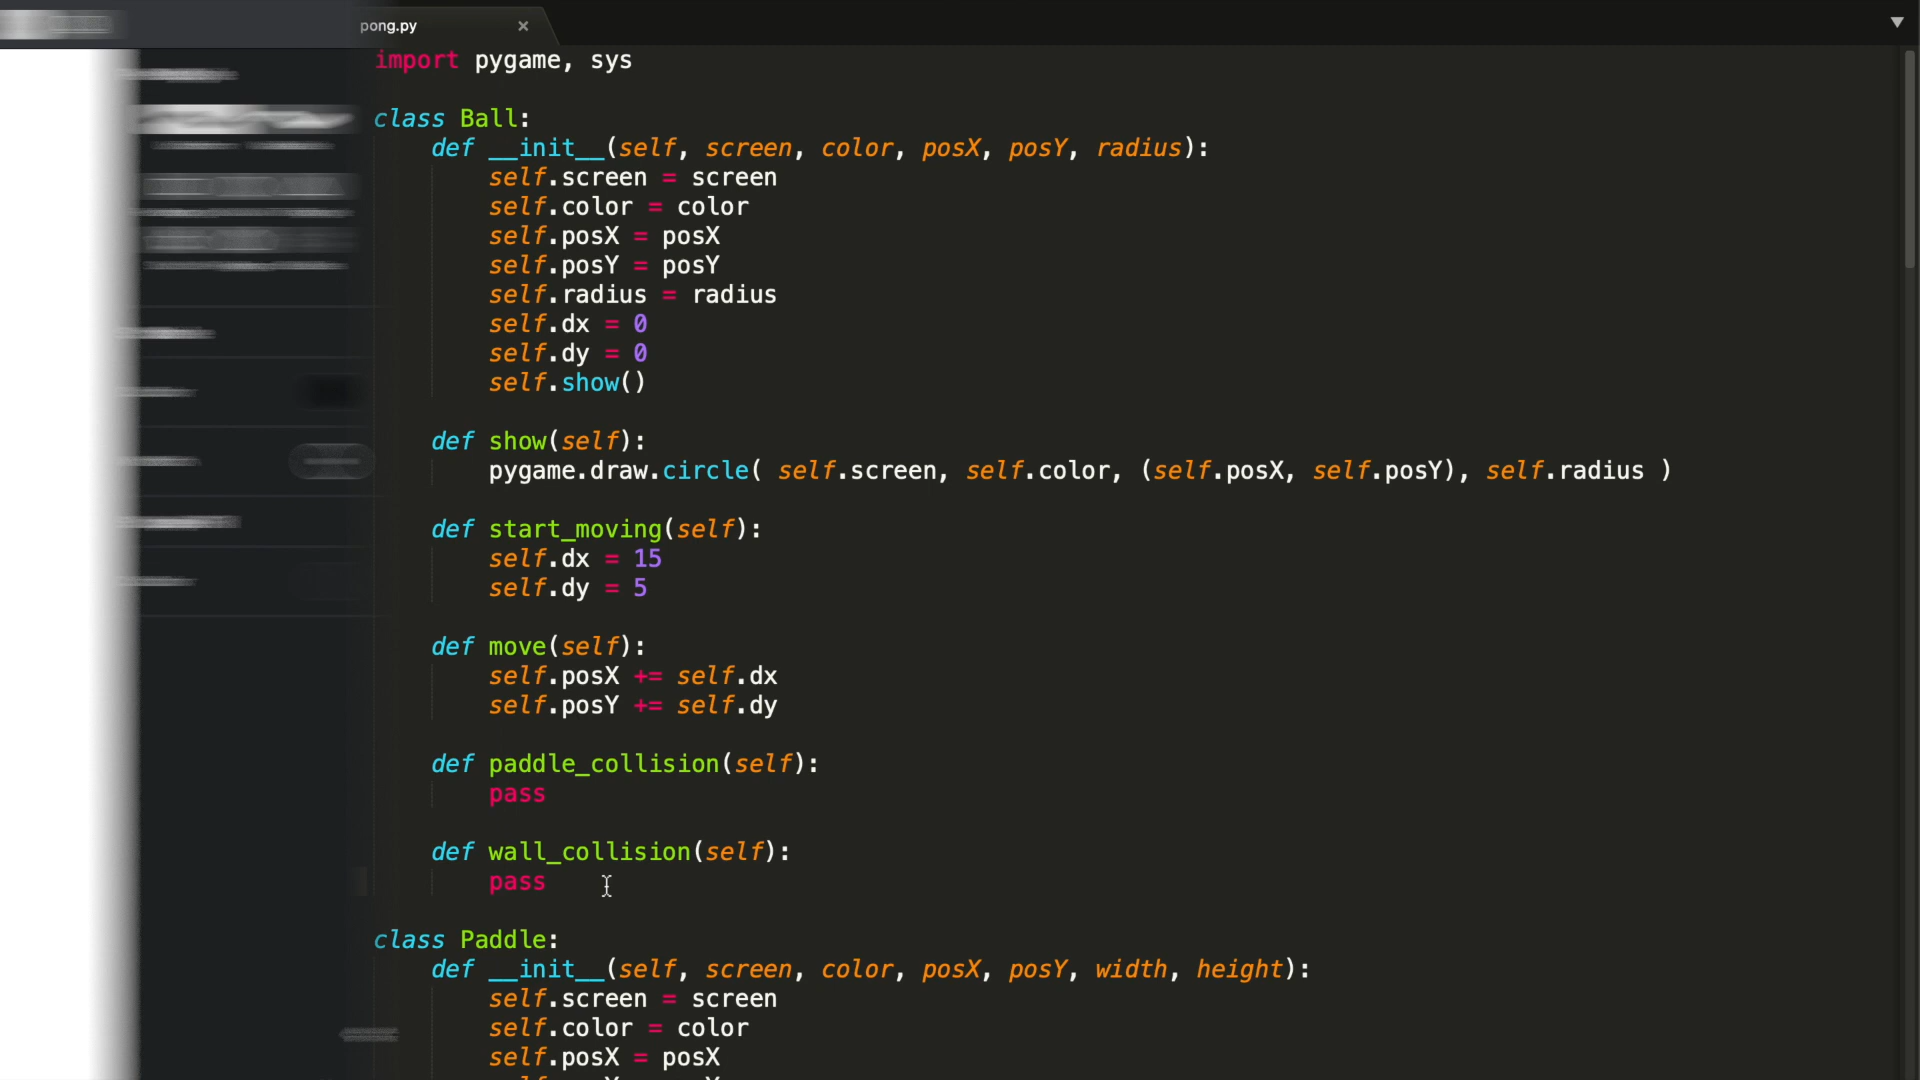 pong.py
import pygame, sys
class Ball:
def __init__(self, screen, color, posX, posY, radius):
self.screen = screen
self.color = color
self.posX = posX
self.posY = posY
self.radius = radius
self.dx = 0
self.dy = 0
self.show()
def show(self):
pygame.draw.circle( self.screen, self.color, (self.posX, self.posY), self.radius )
def start_moving(self):
self.dx = 15
self.dy = 5
def move(self):
self.posX += self.dx
self.posY += self.dy
def paddle_collision(self):
pass
def wall_collision(self):
pass
class Paddle:
def __init__(self, screen, color, posX, posY, width, height):
self.screen = screen
self.color = color
self.posX = posX